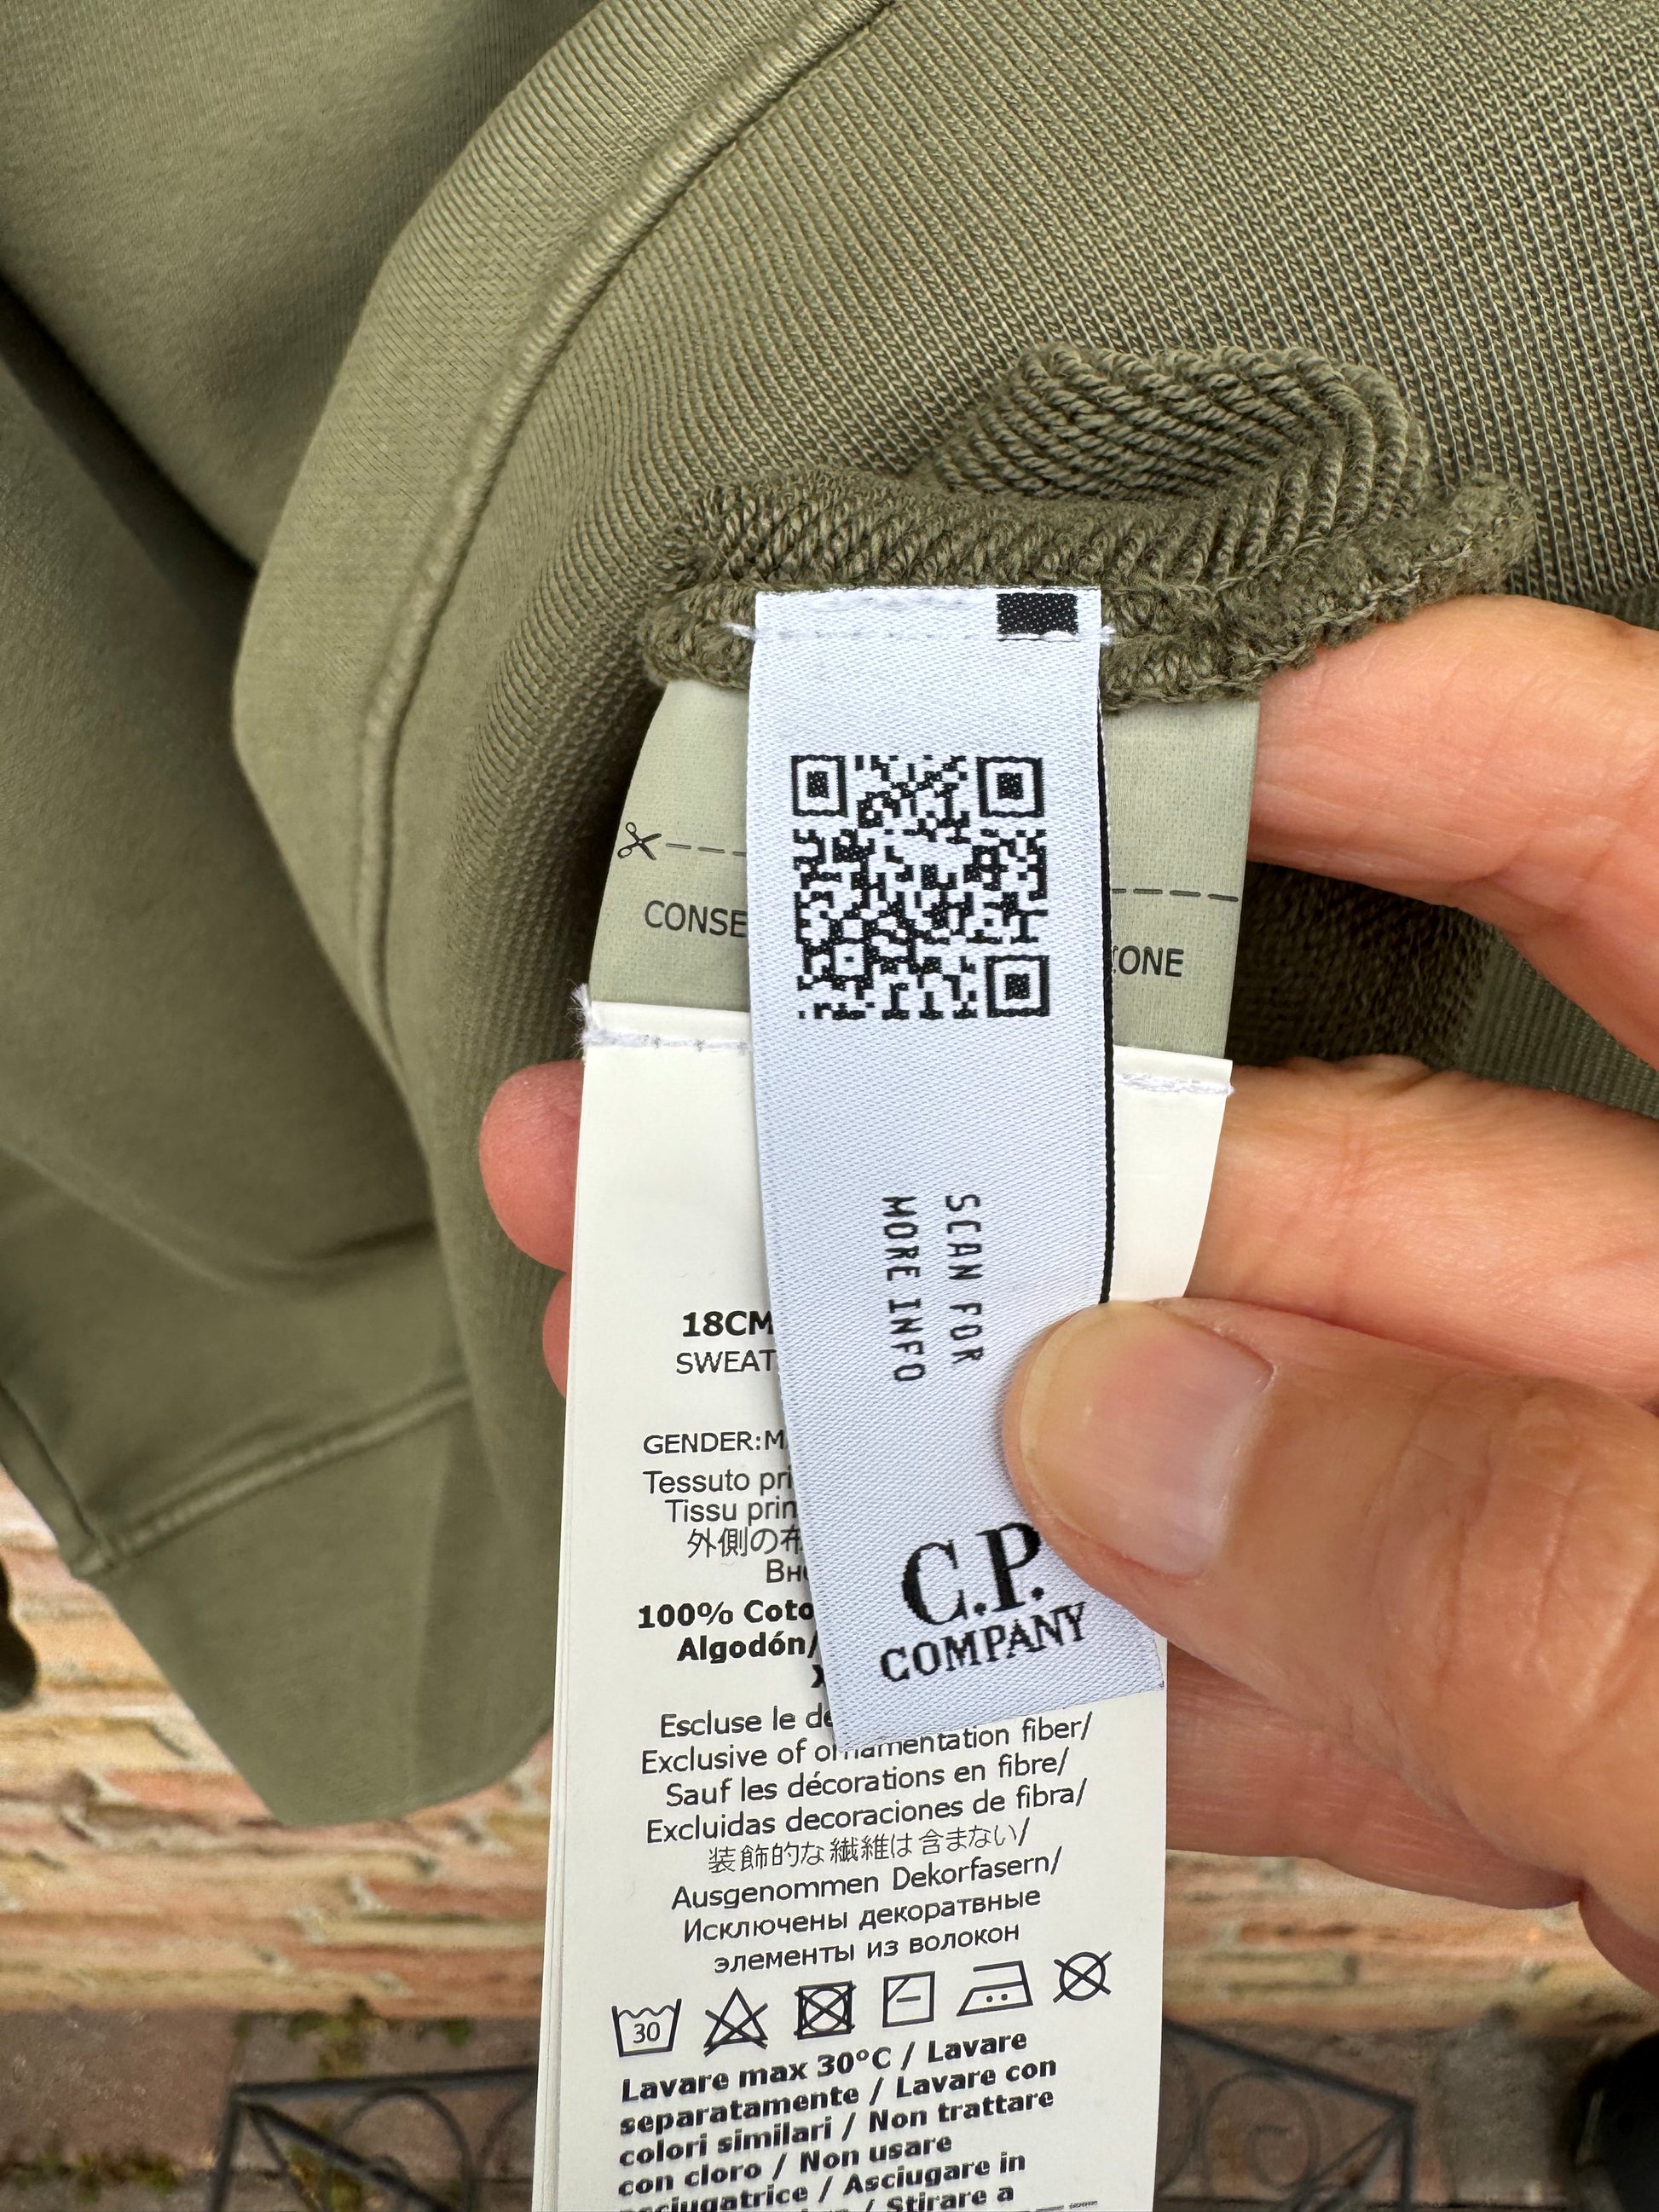 CONSE
ZONE
SCAN FOR
MORE INFO
C.P.
COMPANY
18CM
SWEAT
GENDER:M
Tessuto pri
Tissu prin
外側の布
Вн
100% Coto
Algodón/
Escluse le de
Exclusive of ornamentation fiber/
Sauf les décorations en fibre/
Excluidas decoraciones de fibra/
装飾的な繊維は含まない/
Ausgenommen Dekorfasern/
Исключены декоратвные
элементы из волокон
30
Lavare max 30°C / Lavare
separatamente / Lavare con
colori similari / Non trattare
con cloro / Non usare
asciugatrice / Asciugare in
/ Stirare a